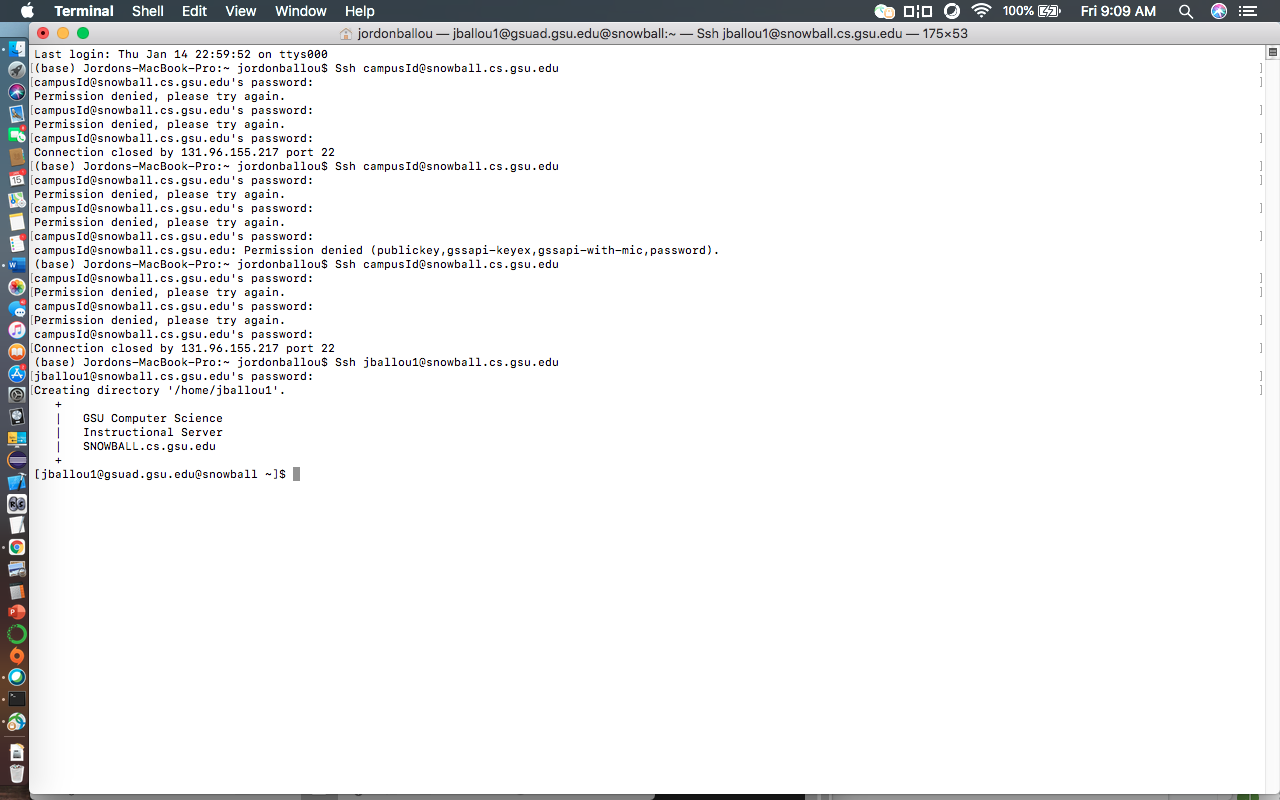 Terminal Shell Edit View Window Help 100% Fri 9:09 AM
jordonballou — jballou1@gsuad.gsu.edu@snowball:~ — Ssh jballou1@snowball.cs.gsu.edu — 175×53
Last login: Thu Jan 14 22:59:52 on ttys000
[(base) Jordons-MacBook-Pro:~ jordonballou$ Ssh campusId@snowball.cs.gsu.edu ]
[campusId@snowball.cs.gsu.edu's password: ]
Permission denied, please try again.
[campusId@snowball.cs.gsu.edu's password: ]
Permission denied, please try again.
[campusId@snowball.cs.gsu.edu's password: ]
Connection closed by 131.96.155.217 port 22
[(base) Jordons-MacBook-Pro:~ jordonballou$ Ssh campusId@snowball.cs.gsu.edu ]
[campusId@snowball.cs.gsu.edu's password: ]
Permission denied, please try again.
[campusId@snowball.cs.gsu.edu's password: ]
Permission denied, please try again.
[campusId@snowball.cs.gsu.edu's password: ]
campusId@snowball.cs.gsu.edu: Permission denied (publickey,gssapi-keyex,gssapi-with-mic,password).
(base) Jordons-MacBook-Pro:~ jordonballou$ Ssh campusId@snowball.cs.gsu.edu
[campusId@snowball.cs.gsu.edu's password: ]
[Permission denied, please try again. ]
campusId@snowball.cs.gsu.edu's password:
[Permission denied, please try again. ]
campusId@snowball.cs.gsu.edu's password:
[Connection closed by 131.96.155.217 port 22 ]
(base) Jordons-MacBook-Pro:~ jordonballou$ Ssh jballou1@snowball.cs.gsu.edu
[jballou1@snowball.cs.gsu.edu's password: ]
[Creating directory '/home/jballou1'. ]
+
| GSU Computer Science
| Instructional Server
| SNOWBALL.cs.gsu.edu
+
[jballou1@gsuad.gsu.edu@snowball ~]$